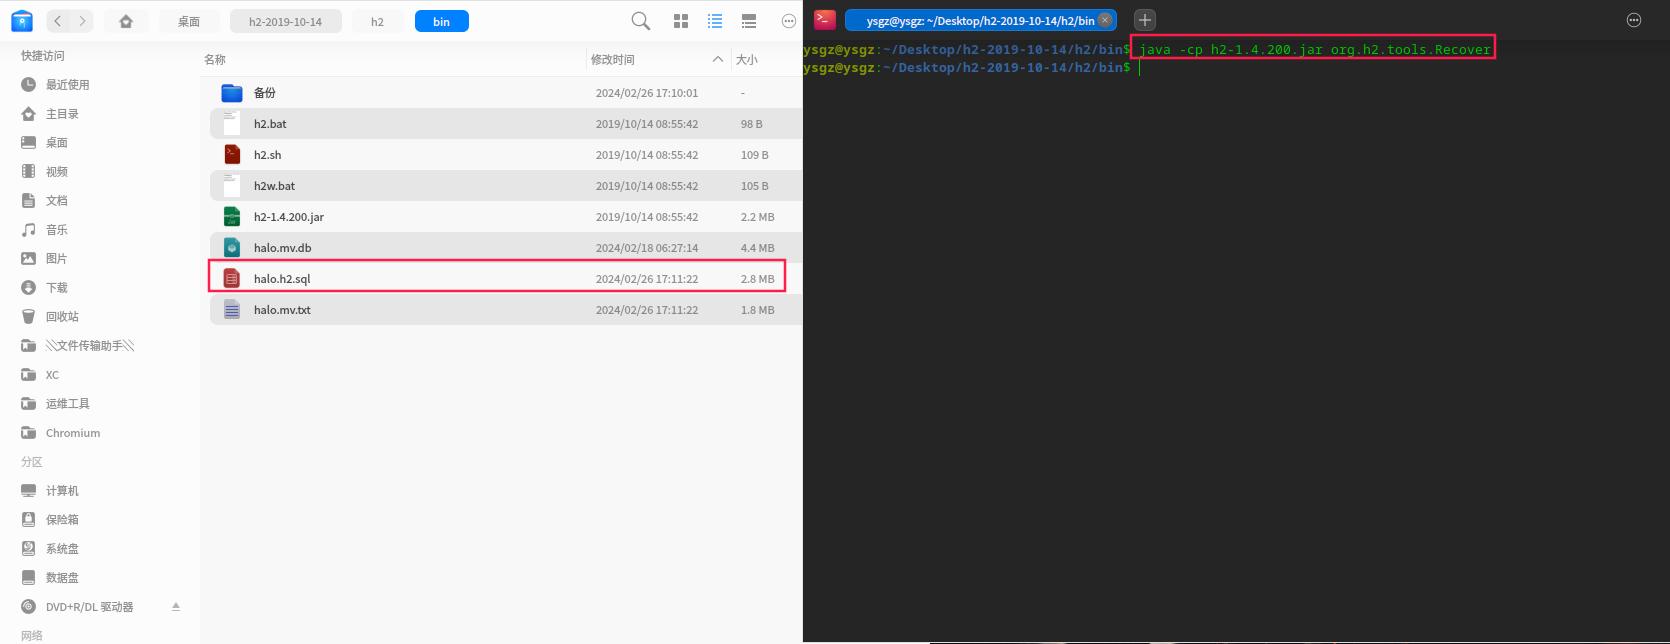 桌面
h2-2019-10-14
h2
bin
快捷访问
最近使用
主目录
桌面
视频
文档
音乐
图片
下载
回收站
╲╲文件传输助手╲╲
XC
运维工具
Chromium
分区
计算机
保险箱
系统盘
数据盘
DVD+R/DL 驱动器
网络
名称 修改时间 大小
备份 2024/02/26 17:10:01 -
h2.bat 2019/10/14 08:55:42 98 B
h2.sh 2019/10/14 08:55:42 109 B
h2w.bat 2019/10/14 08:55:42 105 B
h2-1.4.200.jar 2019/10/14 08:55:42 2.2 MB
halo.mv.db 2024/02/18 06:27:14 4.4 MB
halo.h2.sql 2024/02/26 17:11:22 2.8 MB
halo.mv.txt 2024/02/26 17:11:22 1.8 MB
ysgz@ysgz: ~/Desktop/h2-2019-10-14/h2/bin
ysgz@ysgz:~/Desktop/h2-2019-10-14/h2/bin$ java -cp h2-1.4.200.jar org.h2.tools.Recover
ysgz@ysgz:~/Desktop/h2-2019-10-14/h2/bin$